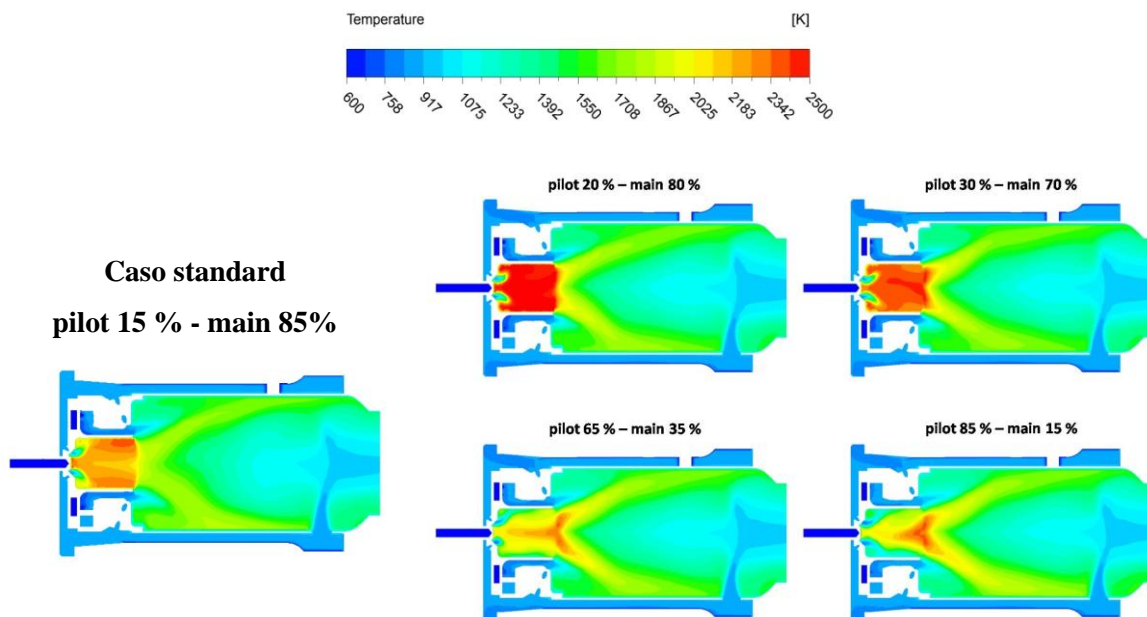 Temperature [K]
600 758 917 1075 1233 1392 1550 1708 1867 2025 2183 2342 2500
pilot 20 % – main 80 %
pilot 30 % – main 70 %
Caso standard
pilot 15 % - main 85%
pilot 65 % – main 35 %
pilot 85 % – main 15 %